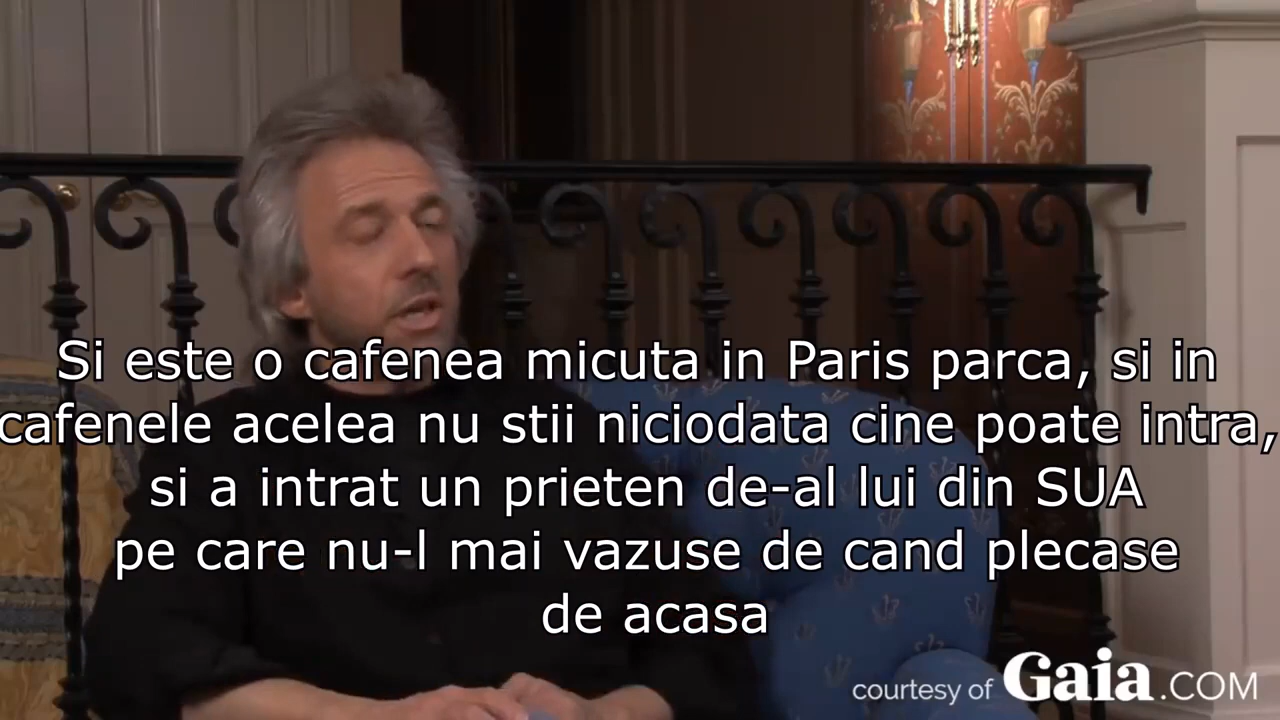 Si este o cafenea micuta in Paris parca, si in
cafenele acelea nu stii niciodata cine poate intra,
si a intrat un prieten de-al lui din SUA
pe care nu-l mai vazuse de cand plecase
de acasa
courtesy of Gaia.COM